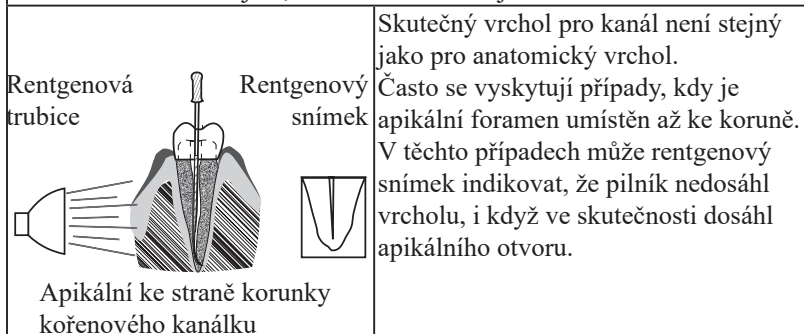 Rentgenová
trubice
Rentgenový
snímek
Apikální ke straně korunky
kořenového kanálku
Skutečný vrchol pro kanál není stejný
jako pro anatomický vrchol.
Často se vyskytují případy, kdy je
apikální foramen umístěn až ke koruně.
V těchto případech může rentgenový
snímek indikovat, že pilník nedosáhl
vrcholu, i když ve skutečnosti dosáhl
apikálního otvoru.